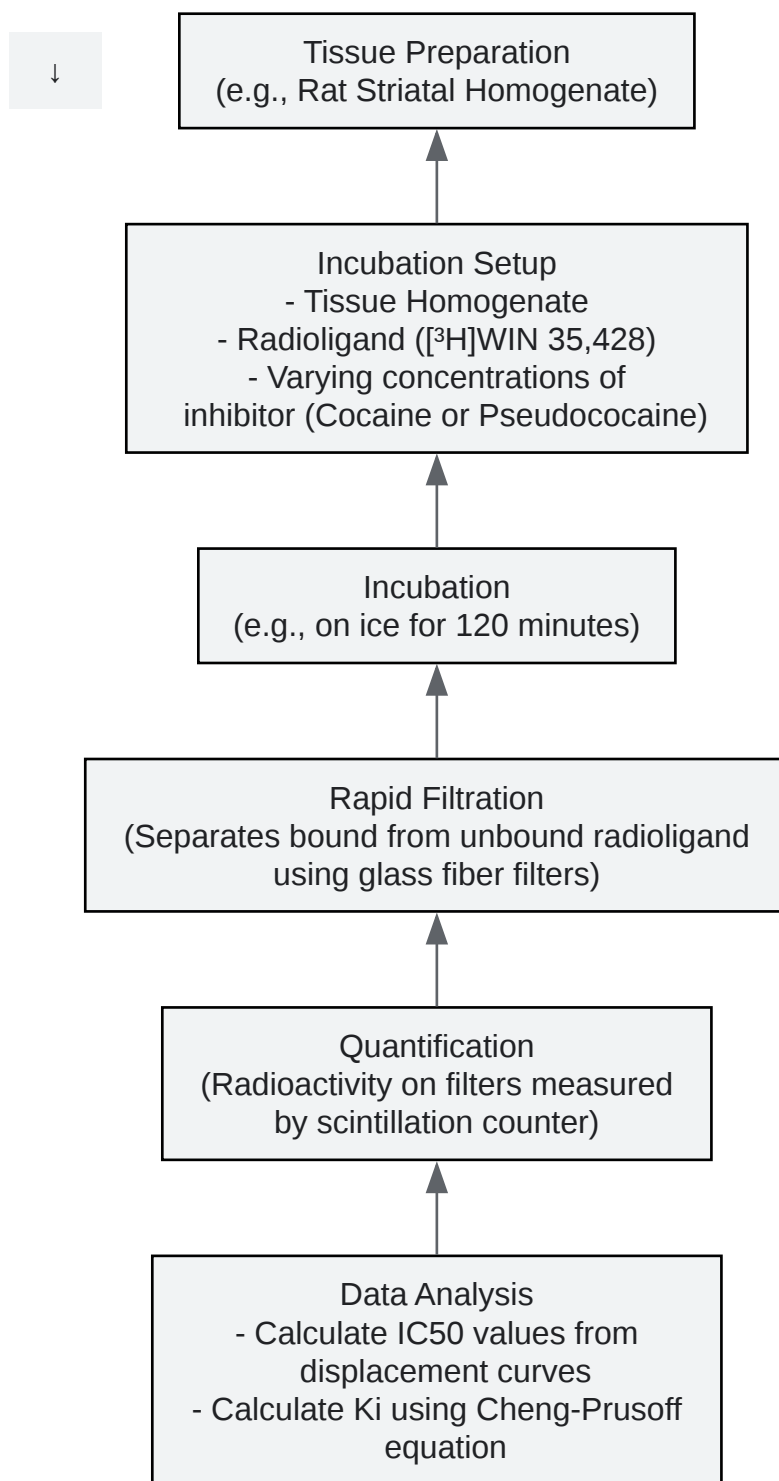 ↓
Tissue Preparation
(e.g., Rat Striatal Homogenate)
Incubation Setup
- Tissue Homogenate
- Radioligand ([³H]WIN 35,428)
- Varying concentrations of
inhibitor (Cocaine or Pseudococaine)
Incubation
(e.g., on ice for 120 minutes)
Rapid Filtration
(Separates bound from unbound radioligand
using glass fiber filters)
Quantification
(Radioactivity on filters measured
by scintillation counter)
Data Analysis
- Calculate IC50 values from
displacement curves
- Calculate Ki using Cheng-Prusoff
equation